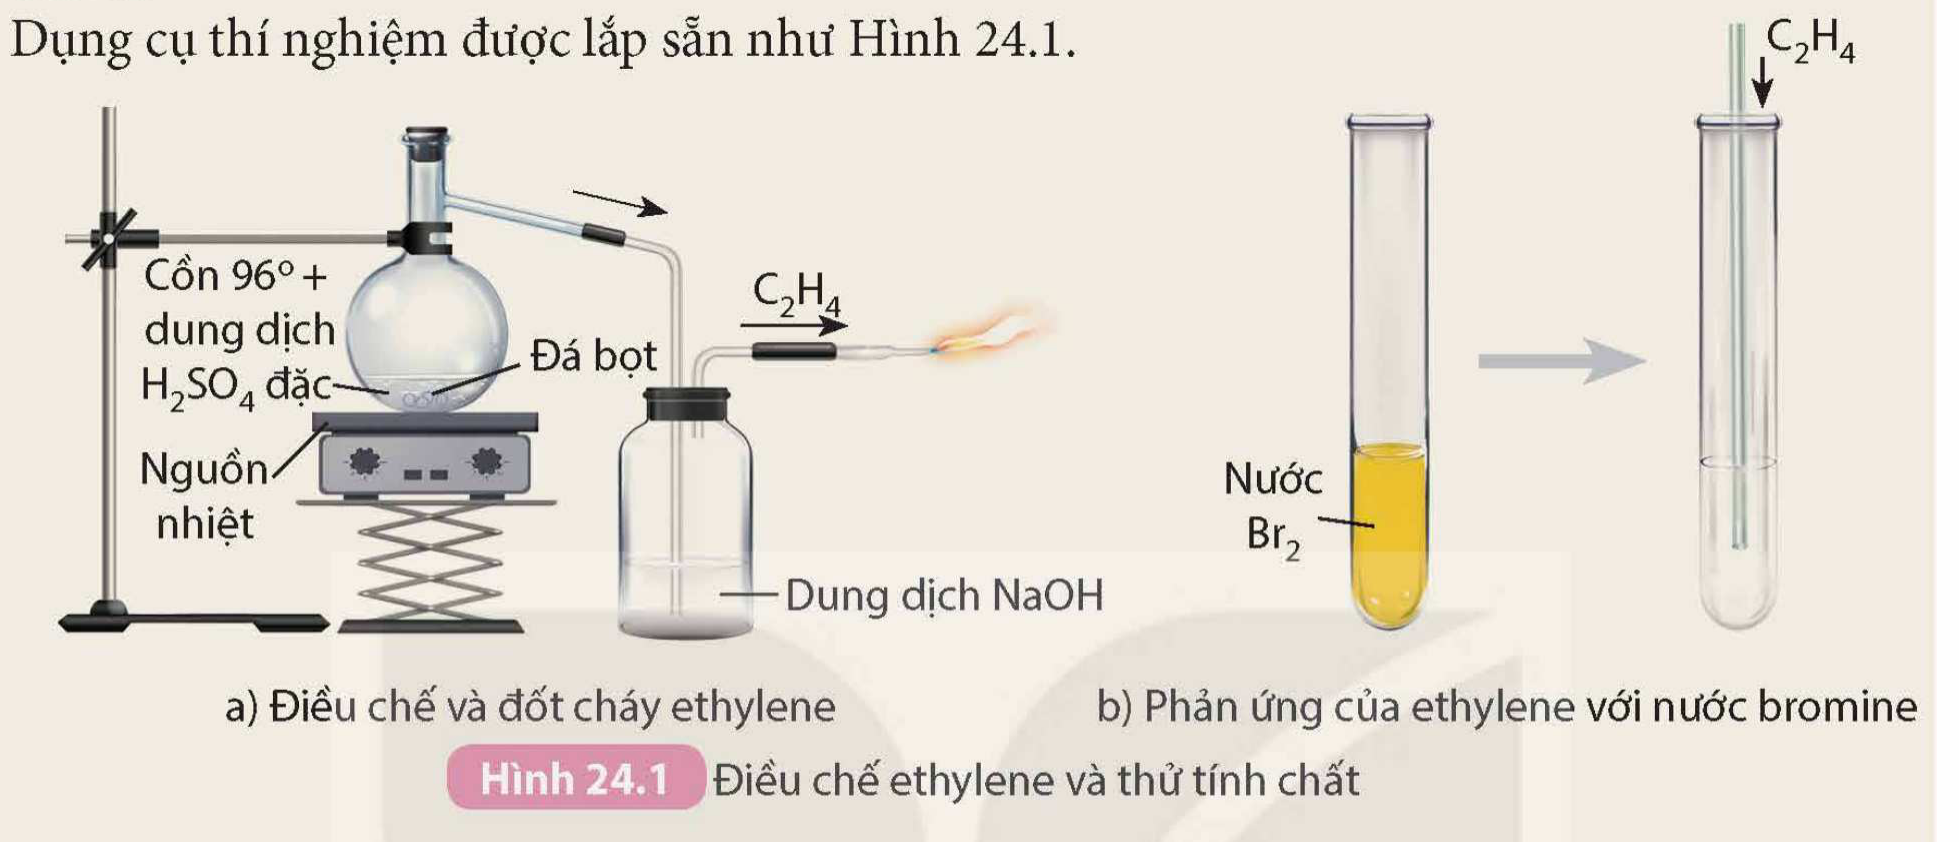 Dụng cụ thí nghiệm được lắp sẵn như Hình 24.1.
Cồn 96° +
dung dịch
H₂SO₄ đặc
Đá bọt
Nguồn
nhiệt
C₂H₄
Dung dịch NaOH
Nước
Br₂
C₂H₄
a) Điều chế và đốt cháy ethylene
b) Phản ứng của ethylene với nước bromine
Hình 24.1 Điều chế ethylene và thử tính chất